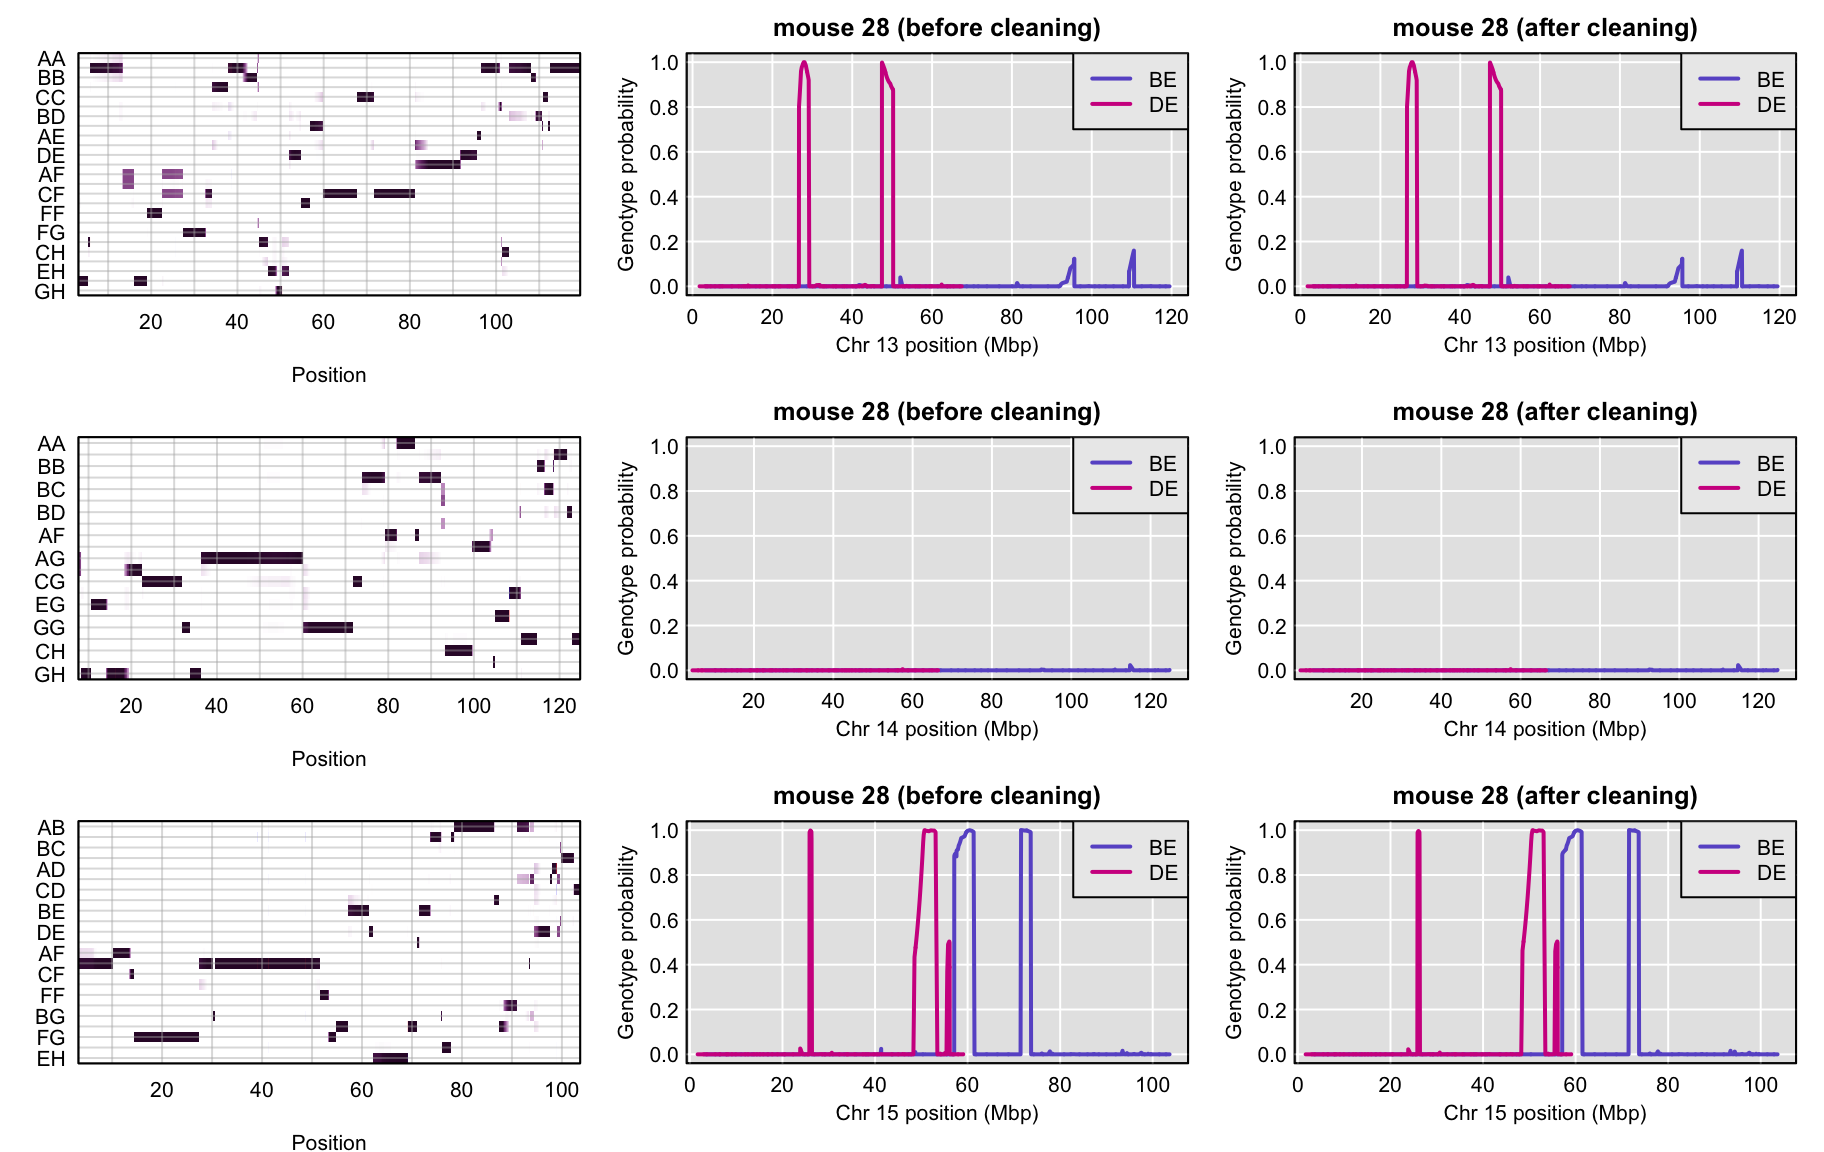 AA
BB
CC
BD
AE
DE
AF
CF
FF
FG
CH
EH
GH
20 40 60 80 100
Position
mouse 28 (before cleaning)
Genotype probability
1.0
0.8
0.6
0.4
0.2
0.0
BE
DE
0 20 40 60 80 100 120
Chr 13 position (Mbp)
mouse 28 (after cleaning)
Genotype probability
1.0
0.8
0.6
0.4
0.2
0.0
BE
DE
0 20 40 60 80 100 120
Chr 13 position (Mbp)
AA
BB
BC
BD
AF
AG
CG
EG
GG
CH
GH
20 40 60 80 100 120
Position
mouse 28 (before cleaning)
Genotype probability
1.0
0.8
0.6
0.4
0.2
0.0
BE
DE
20 40 60 80 100 120
Chr 14 position (Mbp)
mouse 28 (after cleaning)
Genotype probability
1.0
0.8
0.6
0.4
0.2
0.0
BE
DE
20 40 60 80 100 120
Chr 14 position (Mbp)
AB
BC
AD
CD
BE
DE
AF
CF
FF
BG
FG
EH
20 40 60 80 100
Position
mouse 28 (before cleaning)
Genotype probability
1.0
0.8
0.6
0.4
0.2
0.0
BE
DE
0 20 40 60 80 100
Chr 15 position (Mbp)
mouse 28 (after cleaning)
Genotype probability
1.0
0.8
0.6
0.4
0.2
0.0
BE
DE
0 20 40 60 80 100
Chr 15 position (Mbp)